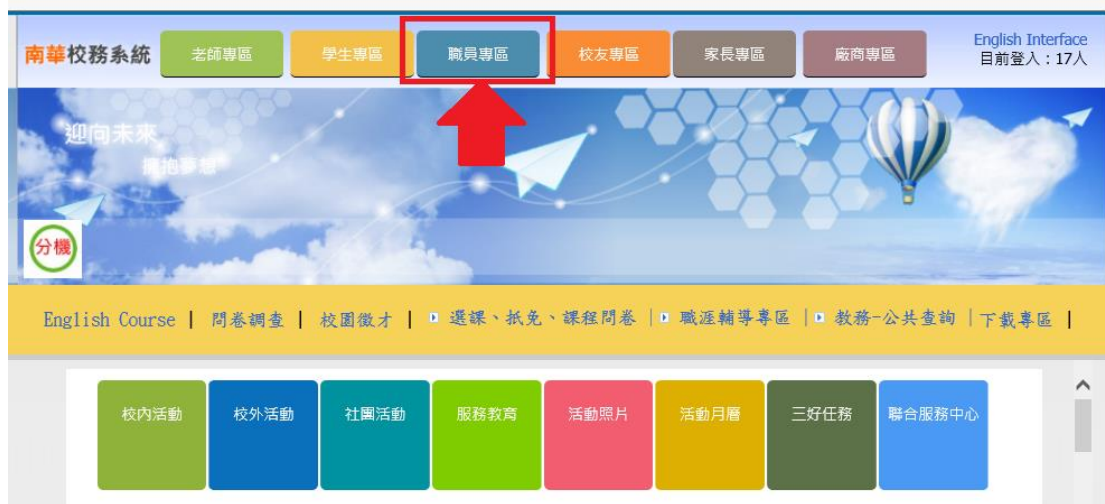 南華校務系統 老師專區 學生專區 職員專區 校友專區 家長專區 廠商專區 English Interface
目前登入：17人
迎向未來
擁抱夢想
分機
English Course | 問卷調查 | 校園徵才 | 選課、抵免、課程問卷 | 職涯輔導專區 | 教務-公共查詢 | 下載專區 |
校內活動 校外活動 社團活動 服務教育 活動照片 活動月曆 三好任務 聯合服務中心